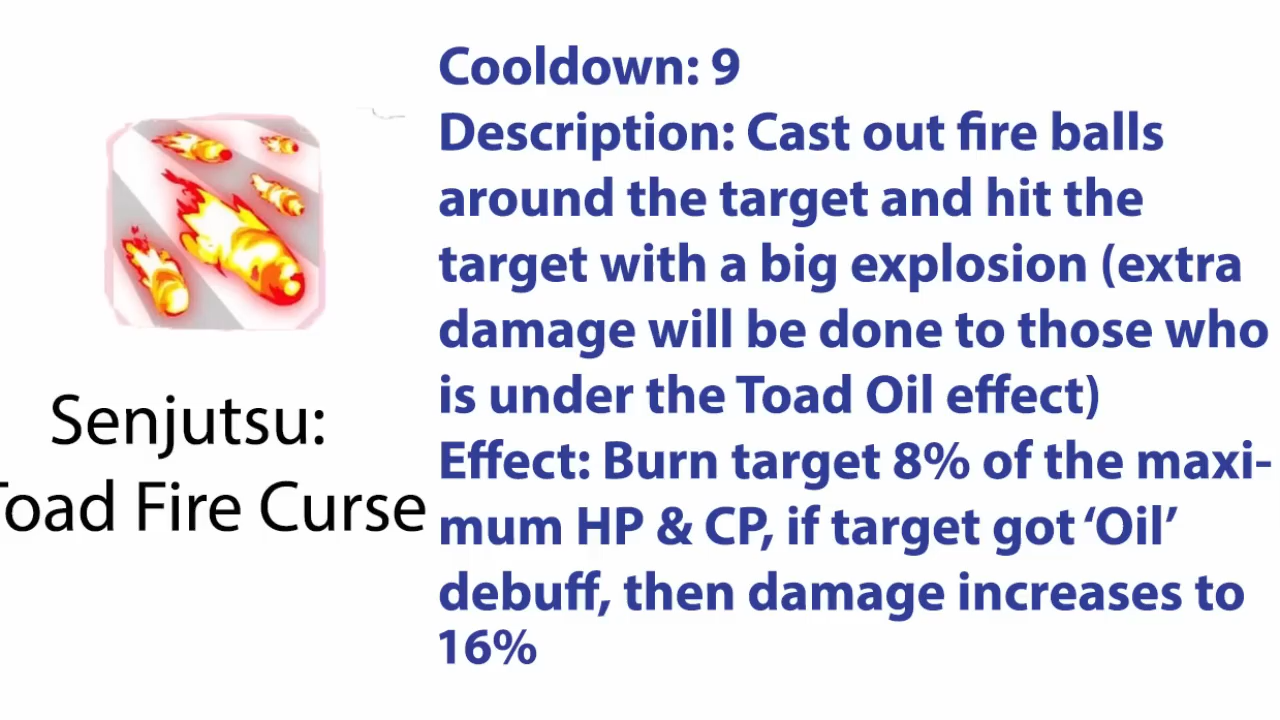 Cooldown: 9
Description: Cast out fire balls
around the target and hit the
target with a big explosion (extra
damage will be done to those who
is under the Toad Oil effect)
Effect: Burn target 8% of the maxi-
mum HP & CP, if target got ‘Oil’
debuff, then damage increases to
16%
Senjutsu:
Toad Fire Curse